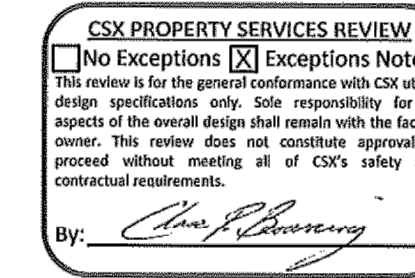 CSX PROPERTY SERVICES REVIEW
No Exceptions X Exceptions Note
This review is for the general conformance with CSX ut
design specifications only. Sole responsibility for
aspects of the overall design shall remain with the fac
owner. This review does not constitute approval
proceed without meeting all of CSX's safety
contractual requirements.
By: